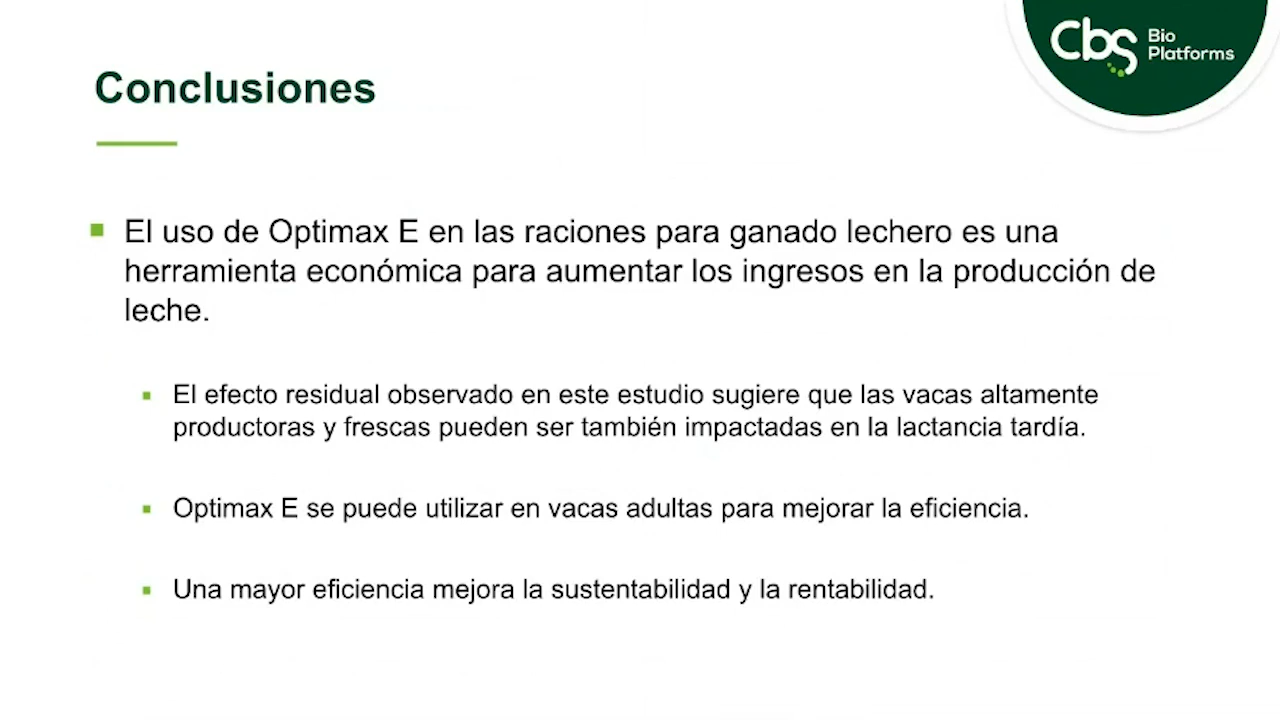 Cbs Bio
Platforms
Conclusiones
El uso de Optimax E en las raciones para ganado lechero es una
herramienta económica para aumentar los ingresos en la producción de
leche.
El efecto residual observado en este estudio sugiere que las vacas altamente
productoras y frescas pueden ser también impactadas en la lactancia tardía.
Optimax E se puede utilizar en vacas adultas para mejorar la eficiencia.
Una mayor eficiencia mejora la sustentabilidad y la rentabilidad.